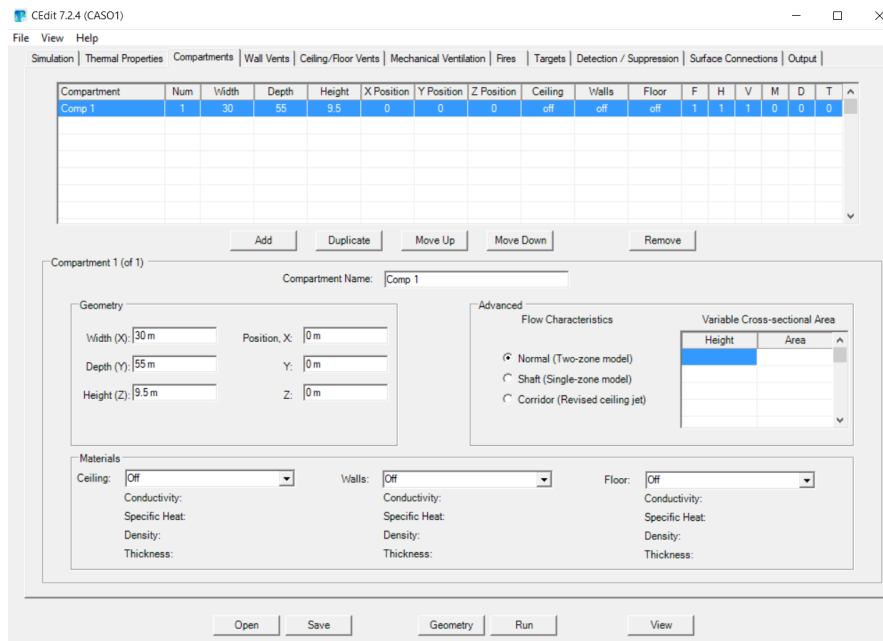 CEdit 7.2.4 (CASO1)
File View Help
Simulation Thermal Properties Compartments Wall Vents Ceiling/Floor Vents Mechanical Ventilation Fires Targets Detection / Suppression Surface Connections Output
Compartment Num Width Depth Height X Position Y Position Z Position Ceiling Walls Floor F H V M D T
Comp 1 1 30 55 9.5 0 0 0 off off off 1 1 1 0 0 0
Add Duplicate Move Up Move Down Remove
Compartment 1 (of 1)
Compartment Name: Comp 1
Geometry
Width (X): 30 m Position, X: 0 m
Depth (Y): 55 m Y: 0 m
Height (Z): 9.5 m Z: 0 m
Advanced
Flow Characteristics Variable Cross-sectional Area
Height Area
Normal (Two-zone model)
Shaft (Single-zone model)
Corridor (Revised ceiling jet)
Materials
Ceiling: Off Walls: Off Floor: Off
Conductivity: Conductivity: Conductivity:
Specific Heat: Specific Heat: Specific Heat:
Density: Density: Density:
Thickness: Thickness: Thickness:
Open Save Geometry Run View